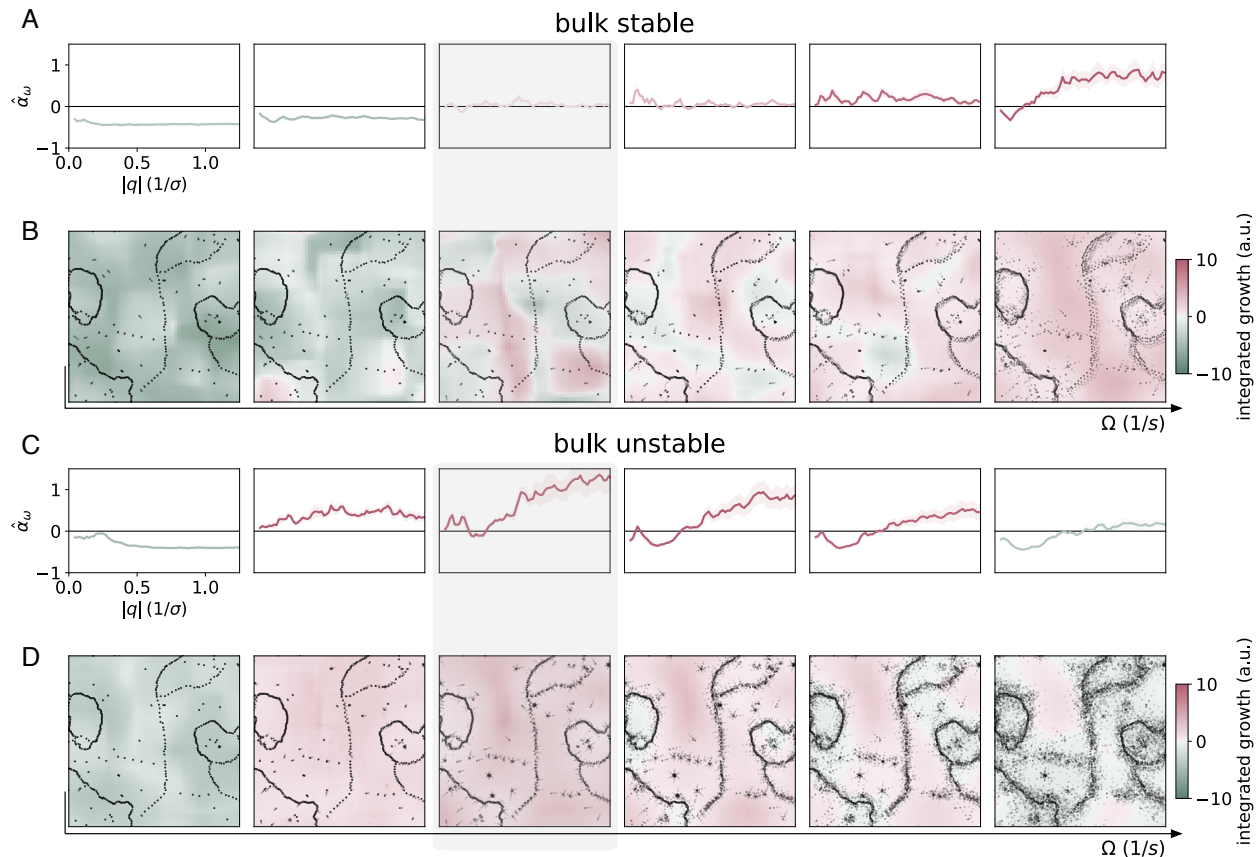 A
bulk stable
1
0
−1
α̂ω
0.0 0.5 1.0
|q| (1/σ)
B
10
0
−10
integrated growth (a.u.)
Ω (1/s)
C
bulk unstable
1
0
−1
α̂ω
0.0 0.5 1.0
|q| (1/σ)
D
10
0
−10
integrated growth (a.u.)
Ω (1/s)